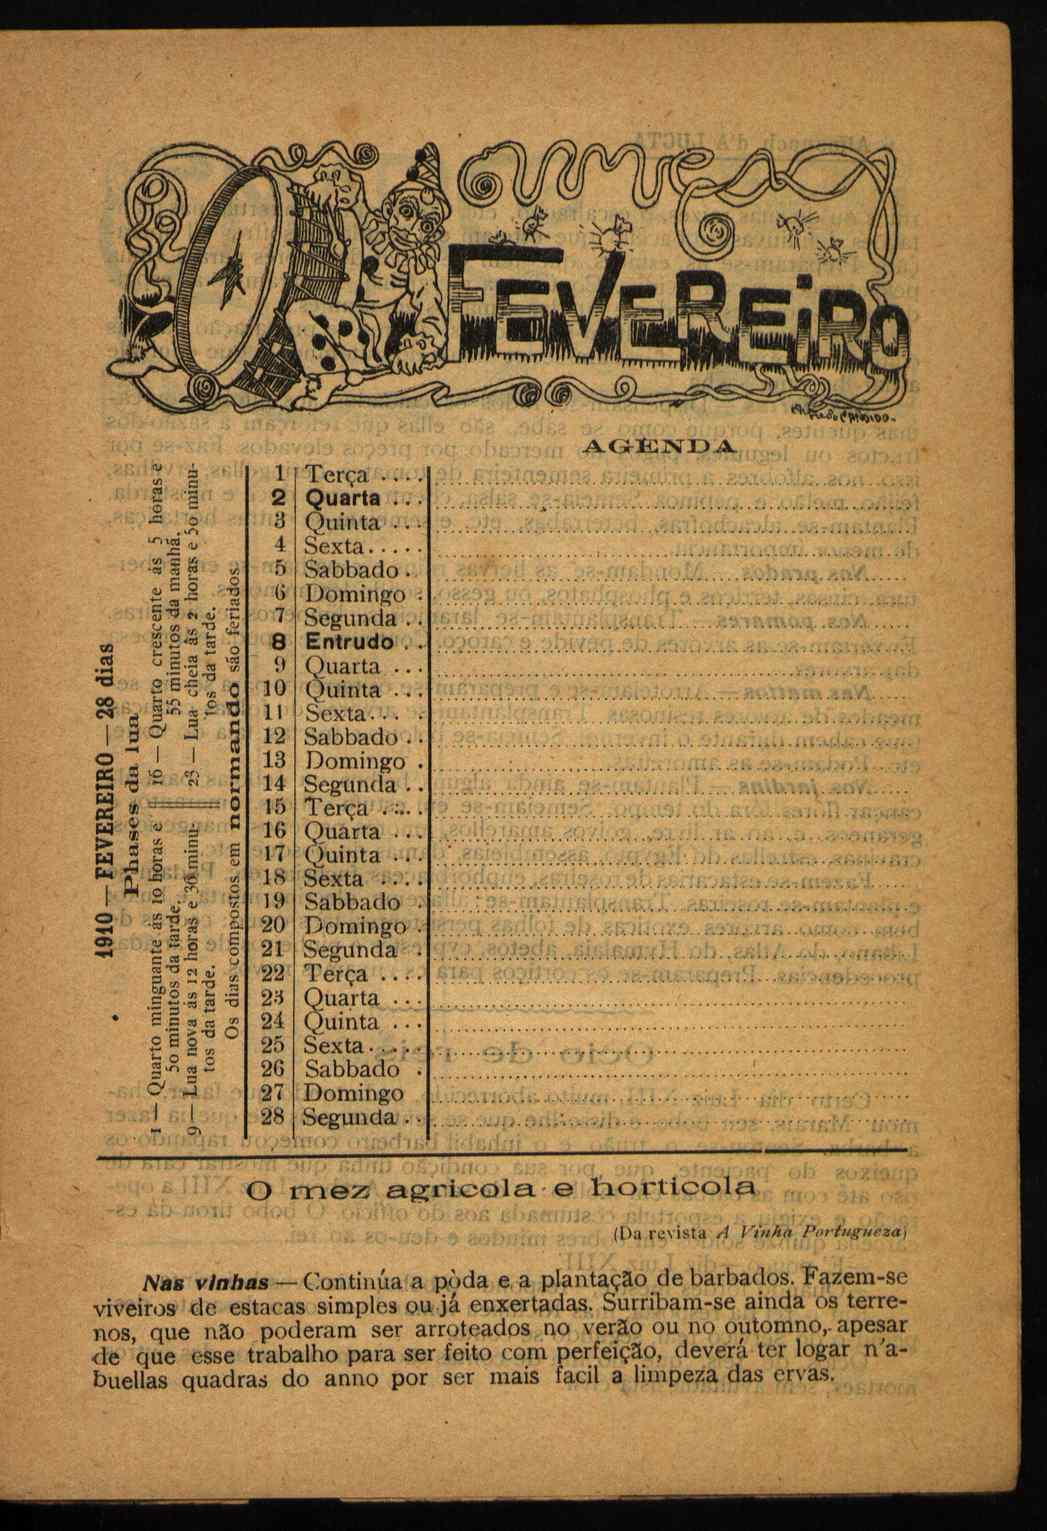 FEVEREIRO
AGENDA
1910 — FEVEREIRO — 28 dias
Phases da lua
1 — Quarto minguante ás 10 horas e
50 minutos da tarde.
9 — Lua nova ás 12 horas e 36 minu-
tos da tarde.
16 — Quarto crescente ás 5 horas e
55 minutos da manhã.
23 — Lua cheia ás 2 horas e 50 minu-
tos da tarde.
Os dias compostos em normando são feriados.
1 Terça ....
2 Quarta ...
3 Quinta ...
4 Sexta.....
5 Sabbado .
6 Domingo .
7 Segunda ..
8 Entrudo ..
9 Quarta ...
10 Quinta ...
11 Sexta... .
12 Sabbado ..
13 Domingo .
14 Segunda ..
15 Terça ....
16 Quarta ...
17 Quinta ...
18 Sexta ....
19 Sabbado .
20 Domingo .
21 Segunda .
22 Terça ....
23 Quarta ...
24 Quinta ...
25 Sexta.....
26 Sabbado .
27 Domingo
28 Segunda ..
O mez agricola e horticola
(Da revista A Vinha Portugueza)
Nas vinhas — Continúa a póda e a plantação de barbados. Fazem-se
viveiros de estacas simples ou já enxertadas. Surribam-se ainda os terre-
nos, que não poderam ser arroteados no verão ou no outomno, apesar
de que esse trabalho para ser feito com perfeição, deverá ter logar n'a-
buellas quadras do anno por ser mais facil a limpeza das ervas.